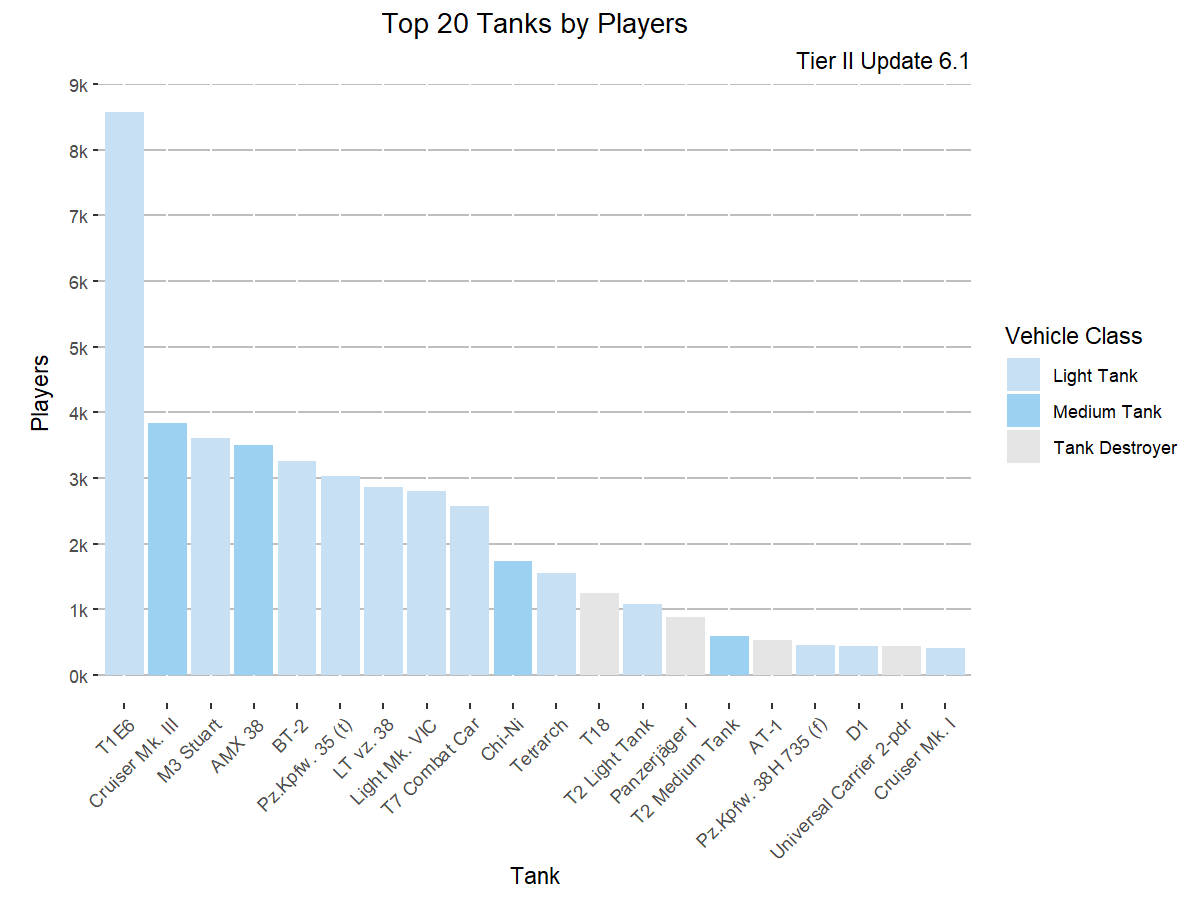 Top 20 Tanks by Players
Tier II Update 6.1
9k
8k
7k
6k
5k
4k
3k
2k
1k
0k
Players
T1E6
Cruiser Mk. III
M3 Stuart
AMX 38
BT-2
Pz.Kpfw. 35 (t)
LT vz. 38
Light Mk. VIC
T7 Combat Car
Chi-Ni
Tetrarch
T18
T2 Light Tank
Panzerjäger I
T2 Medium Tank
AT-1
Pz.Kpfw. 38H 735 (f)
D1
Universal Carrier 2-pdr
Cruiser Mk. I
Tank
Vehicle Class
Light Tank
Medium Tank
Tank Destroyer